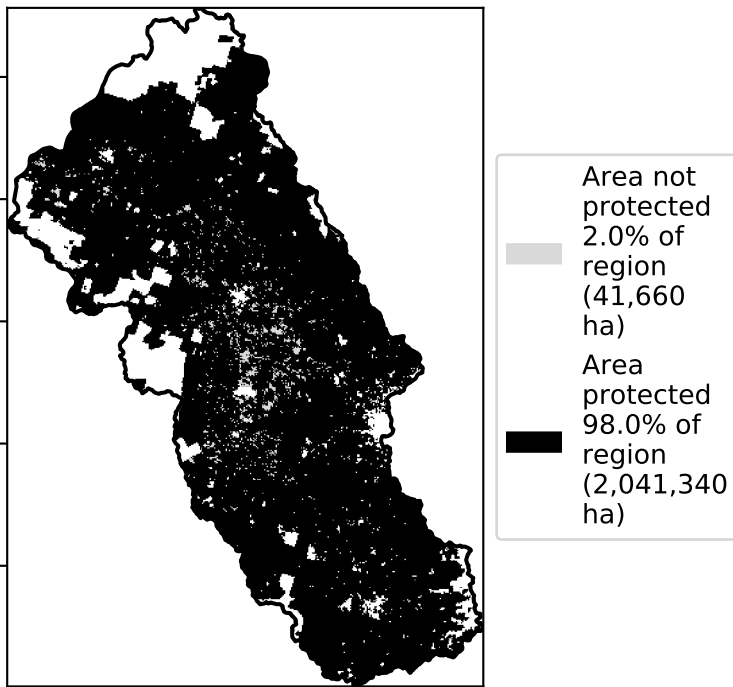 Area not
protected
2.0% of
region
(41,660
ha)
Area
protected
98.0% of
region
(2,041,340
ha)